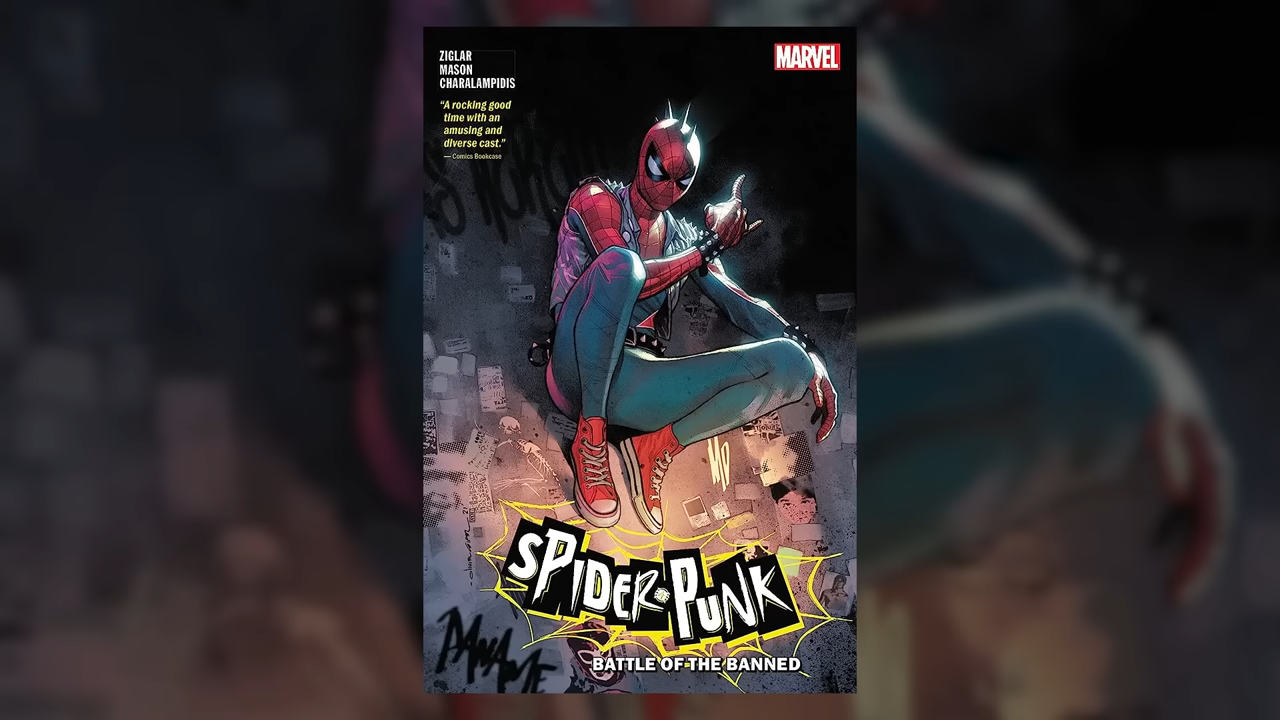 ZIGLAR
MASON
CHARALAMPIDIS
MARVEL
“A rocking good
time with an
amusing and
diverse cast.”
— Comics Bookcase
SPIDER-PUNK
BATTLE OF THE BANNED